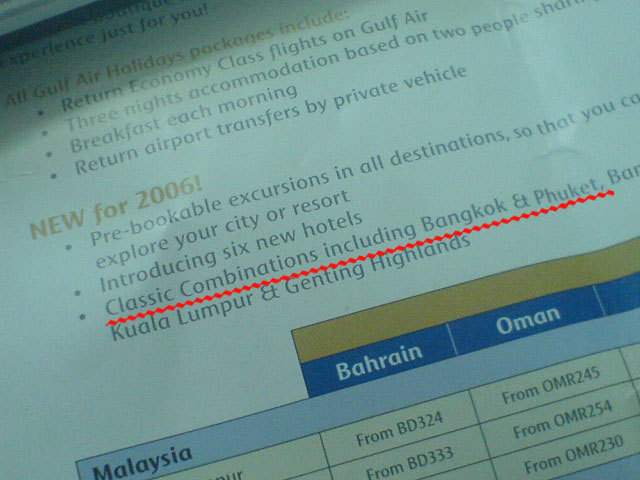 boutique
experience just for you!
All Gulf Air Holidays packages include:
• Return Economy Class flights on Gulf Air
• Three nights accommodation based on two people sharing
• Breakfast each morning
• Return airport transfers by private vehicle
NEW for 2006!
• Pre-bookable excursions in all destinations, so that you ca
explore your city or resort
• Introducing six new hotels
• Classic Combinations including Bangkok & Phuket, Ban
Kuala Lumpur & Genting Highlands
Bahrain Oman
Malaysia
From BD324 From OMR245
From BD333 From OMR254
From OMR230